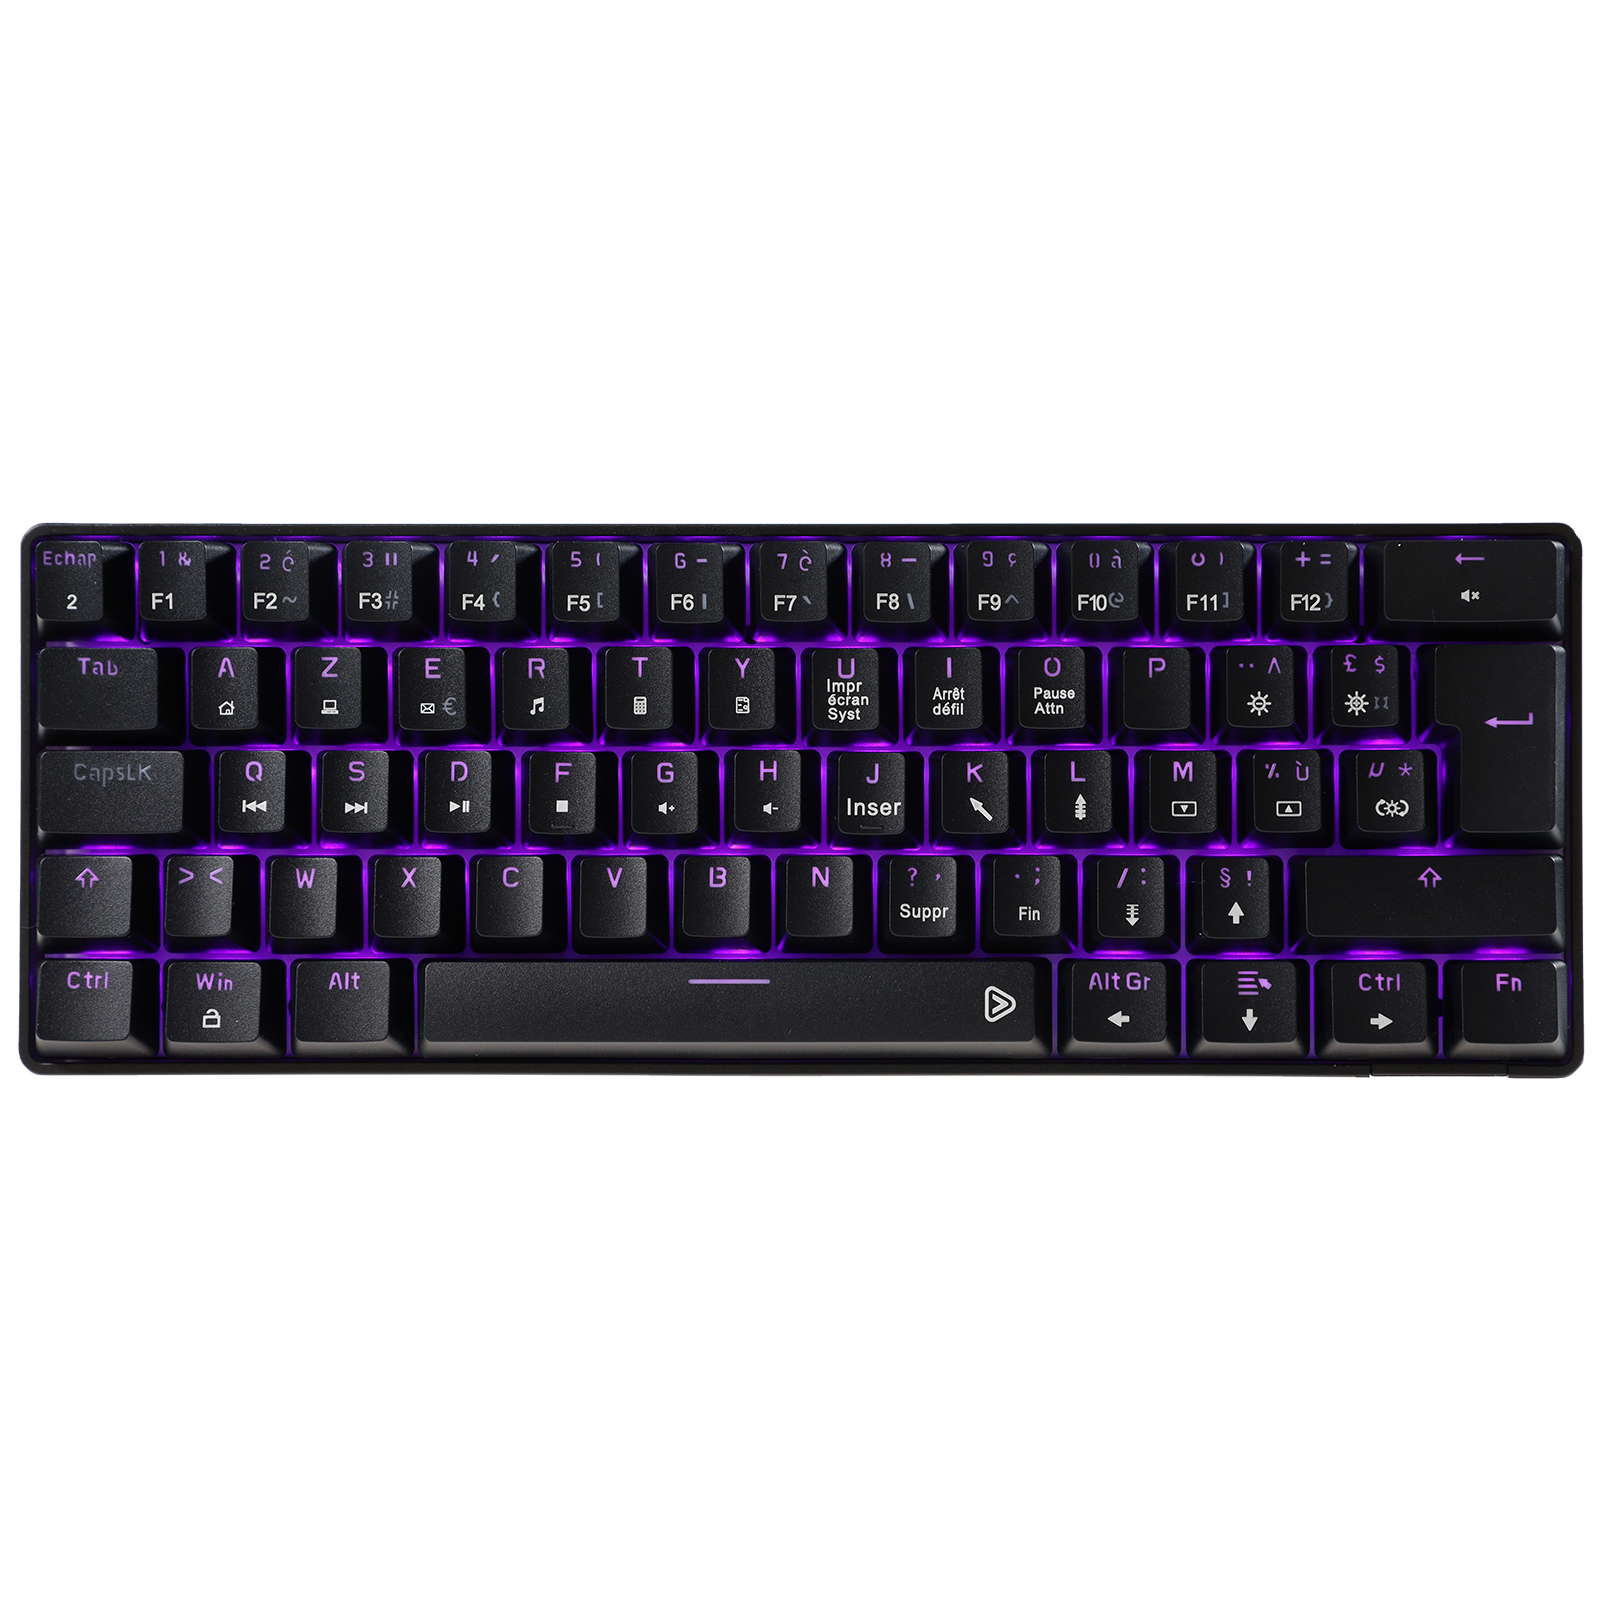 Echap 1 & 2 é 3 " 4 ' 5 ( 6 - 7 è 8 _ 9 ç 0 à ° ) + = ←
2 F1 F2 ~ F3 # F4 { F5 [ F6 | F7 ` F8 \ F9 ^ F10 @ F11 ] F12 }
Tab A Z E R T Y U I O P ¨ ^ £ $
€ Impr écran Syst Arrêt défil Pause Attn ¤
CapsLK Q S D F G H J K L M % ù µ *
Inser
> < W X C V B N ? , . ; / : § !
Suppr Fin
Ctrl Win Alt Alt Gr Ctrl Fn